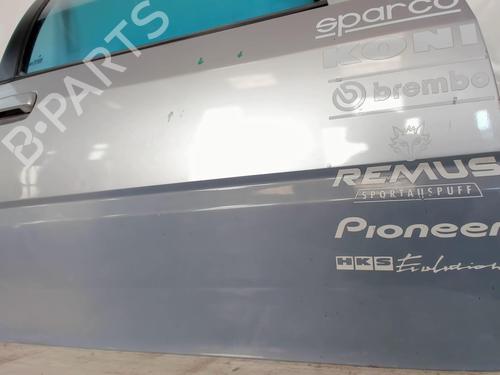 sparco
KONI
brembo
REMUS
SPORTAUSPUFF
Pioneer
HKS Evolution
B-PARTS